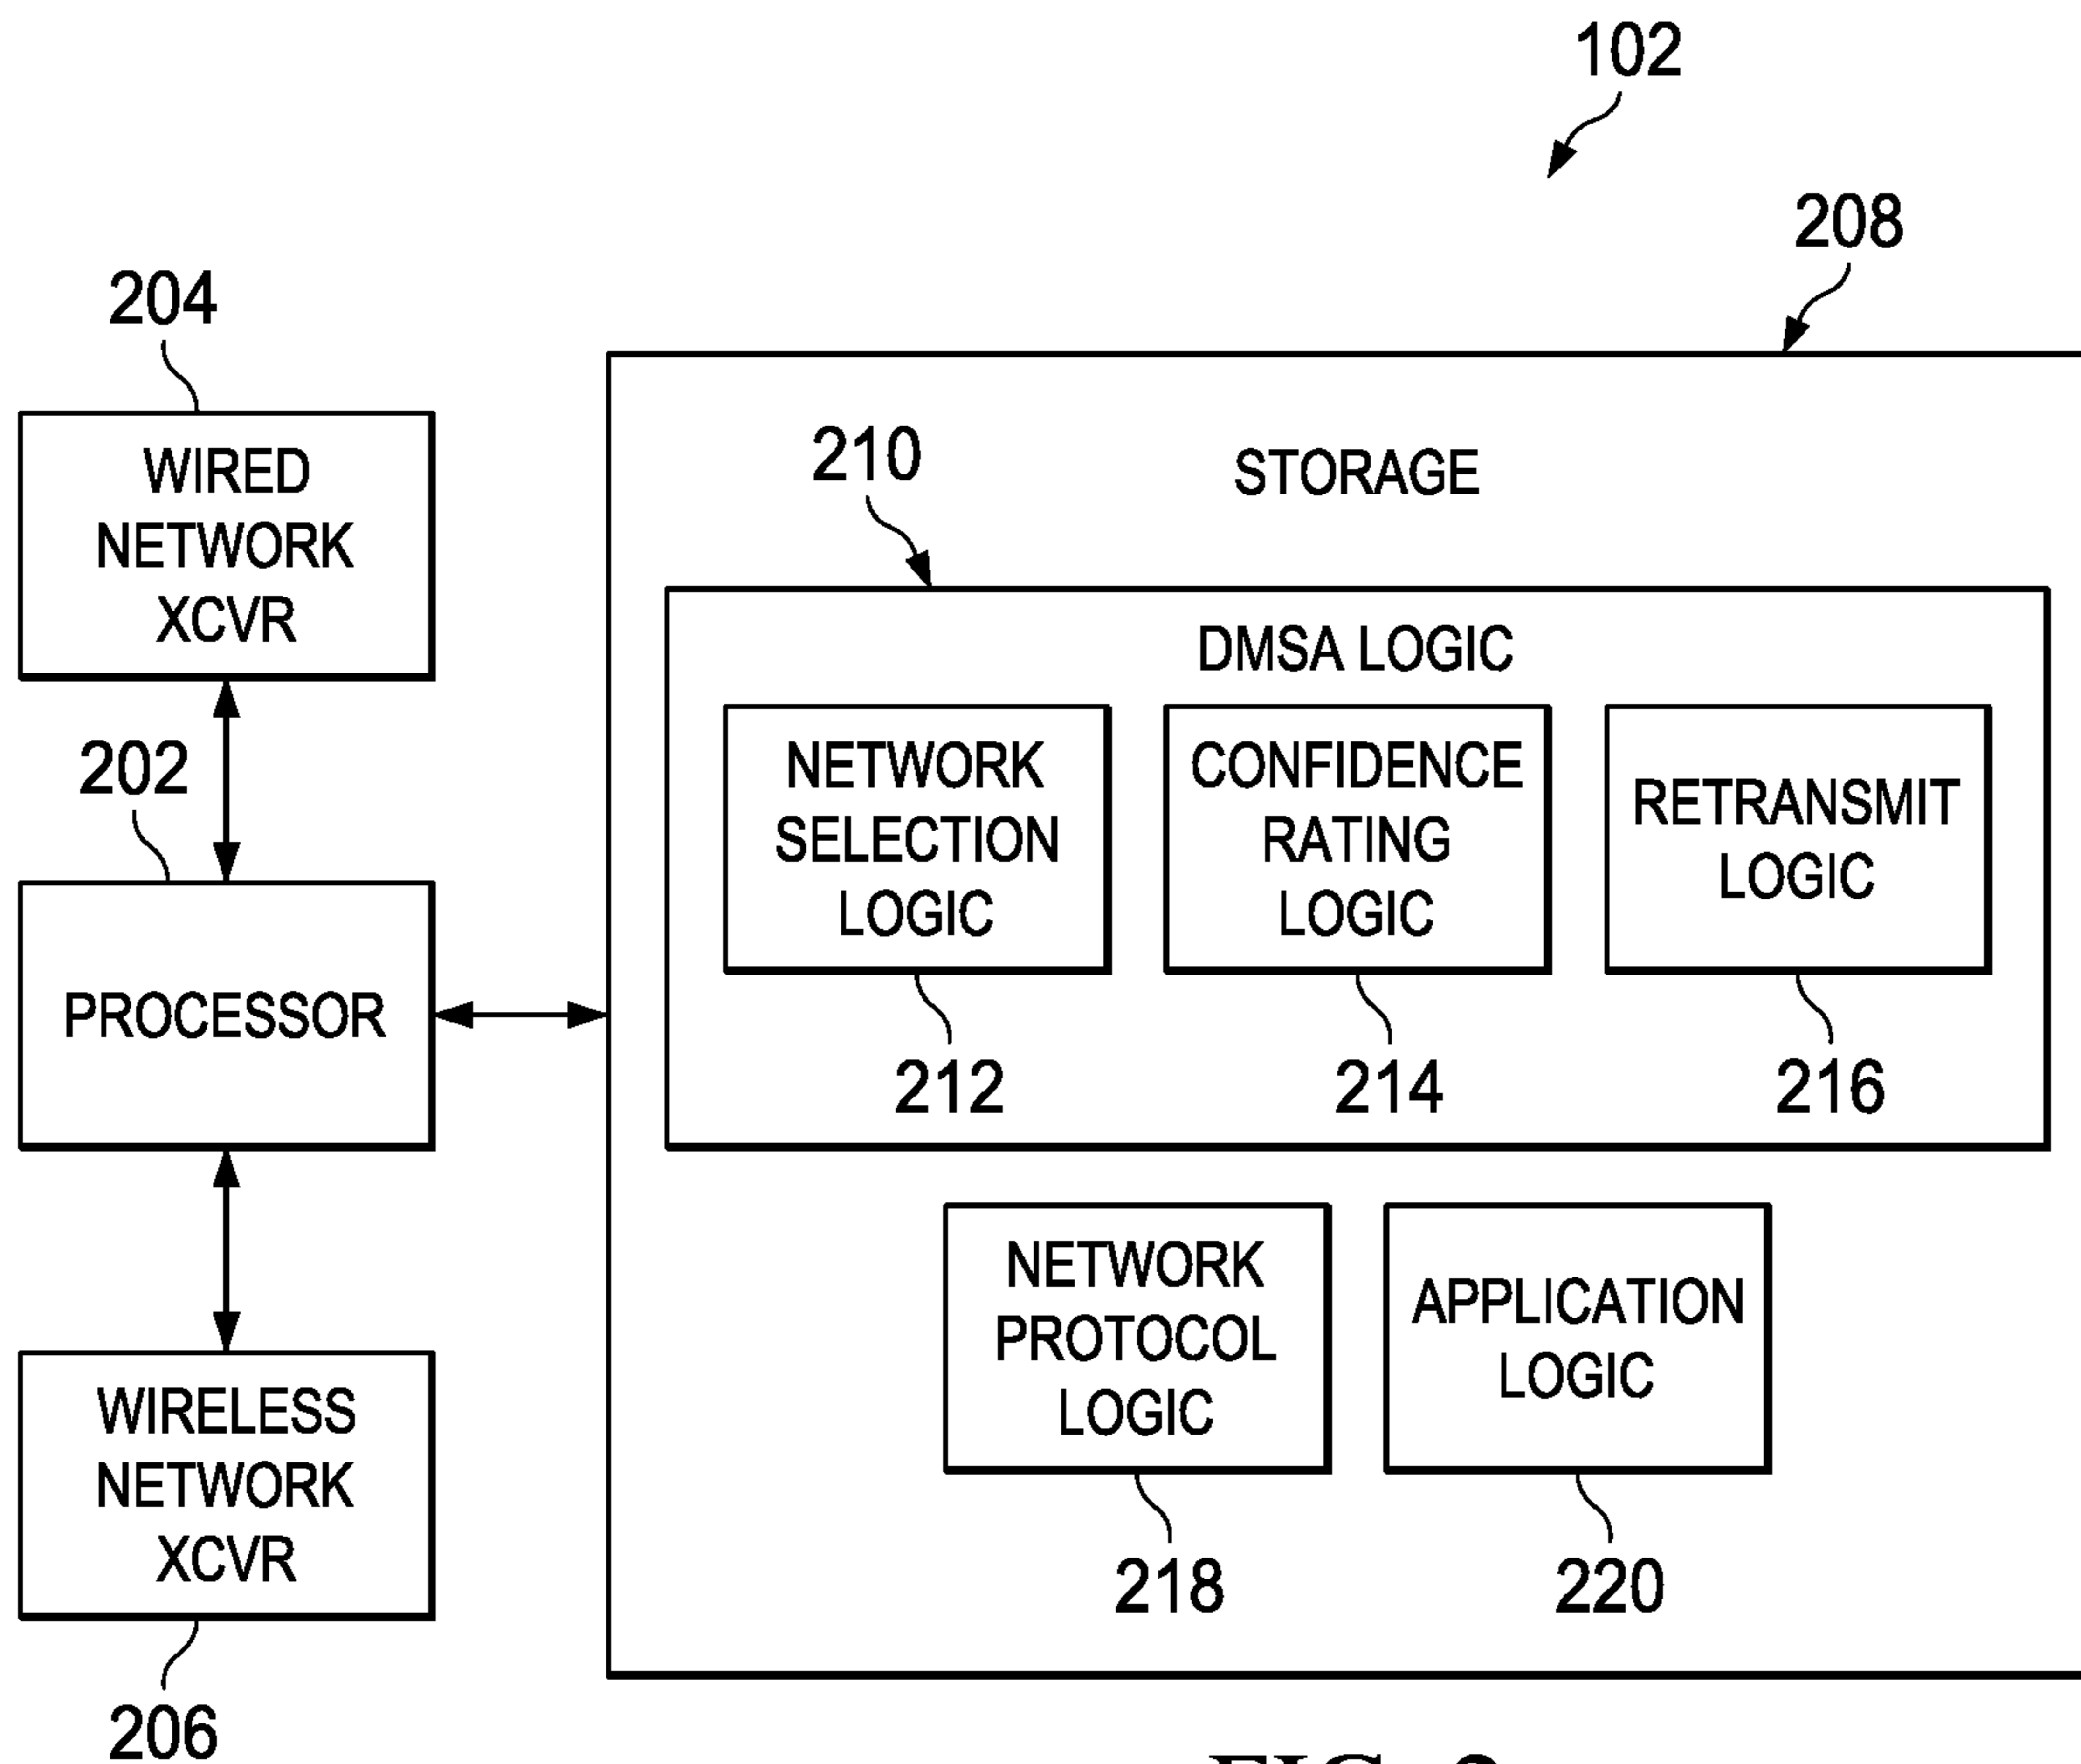 102
208
204
WIRED
NETWORK
XCVR
210
STORAGE
DMSA LOGIC
202
NETWORK
SELECTION
LOGIC
CONFIDENCE
RATING
LOGIC
RETRANSMIT
LOGIC
PROCESSOR
212
214
216
NETWORK
PROTOCOL
LOGIC
APPLICATION
LOGIC
WIRELESS
NETWORK
XCVR
218
220
206